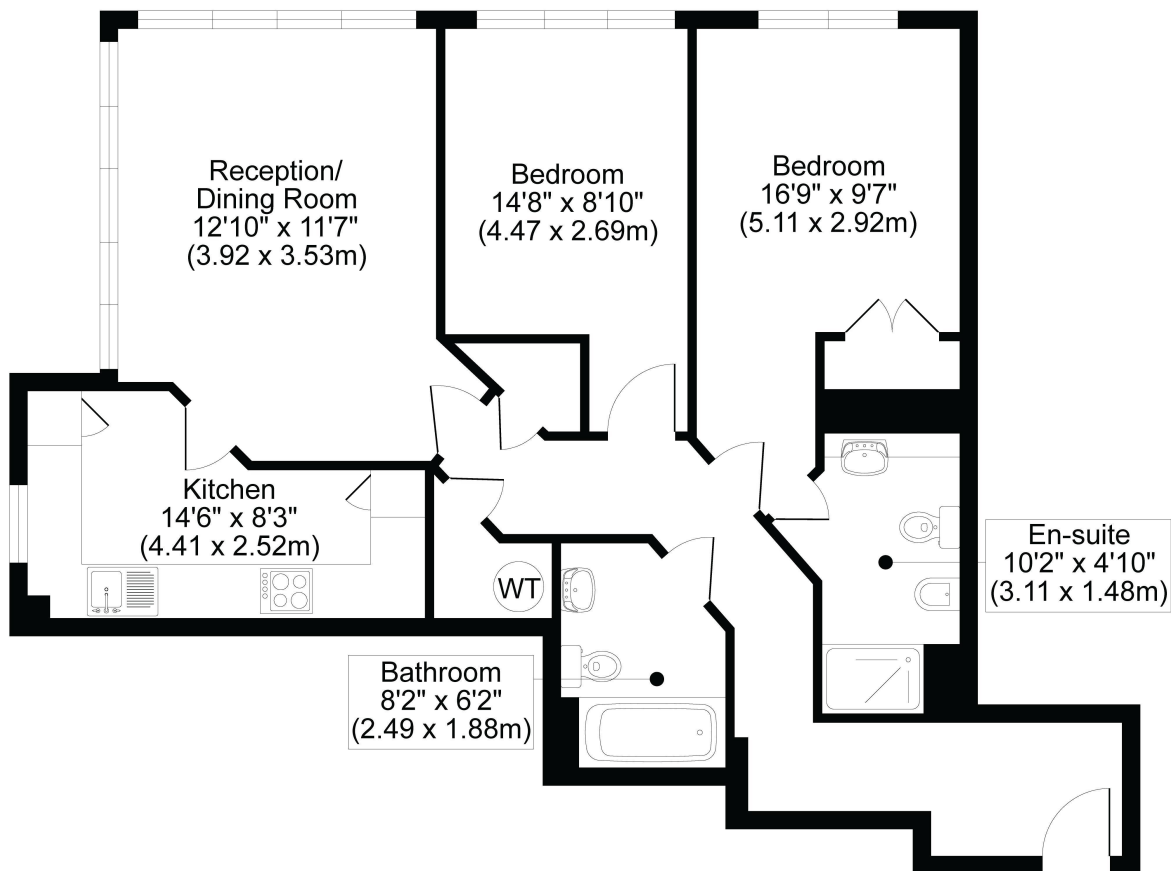 Reception/
Dining Room
12'10" x 11'7"
(3.92 x 3.53m)
Bedroom
14'8" x 8'10"
(4.47 x 2.69m)
Bedroom
16'9" x 9'7"
(5.11 x 2.92m)
Kitchen
14'6" x 8'3"
(4.41 x 2.52m)
WT
En-suite
10'2" x 4'10"
(3.11 x 1.48m)
Bathroom
8'2" x 6'2"
(2.49 x 1.88m)